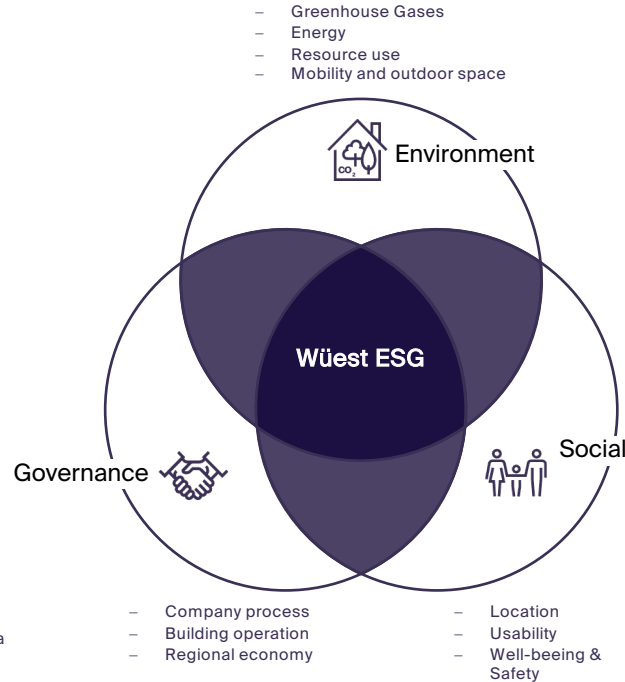 – Greenhouse Gases
– Energy
– Resource use
– Mobility and outdoor space
CO2
Environment
Wüest ESG
Governance
Social
a
– Company process
– Building operation
– Regional economy
– Location
– Usability
– Well-beeing &
Safety